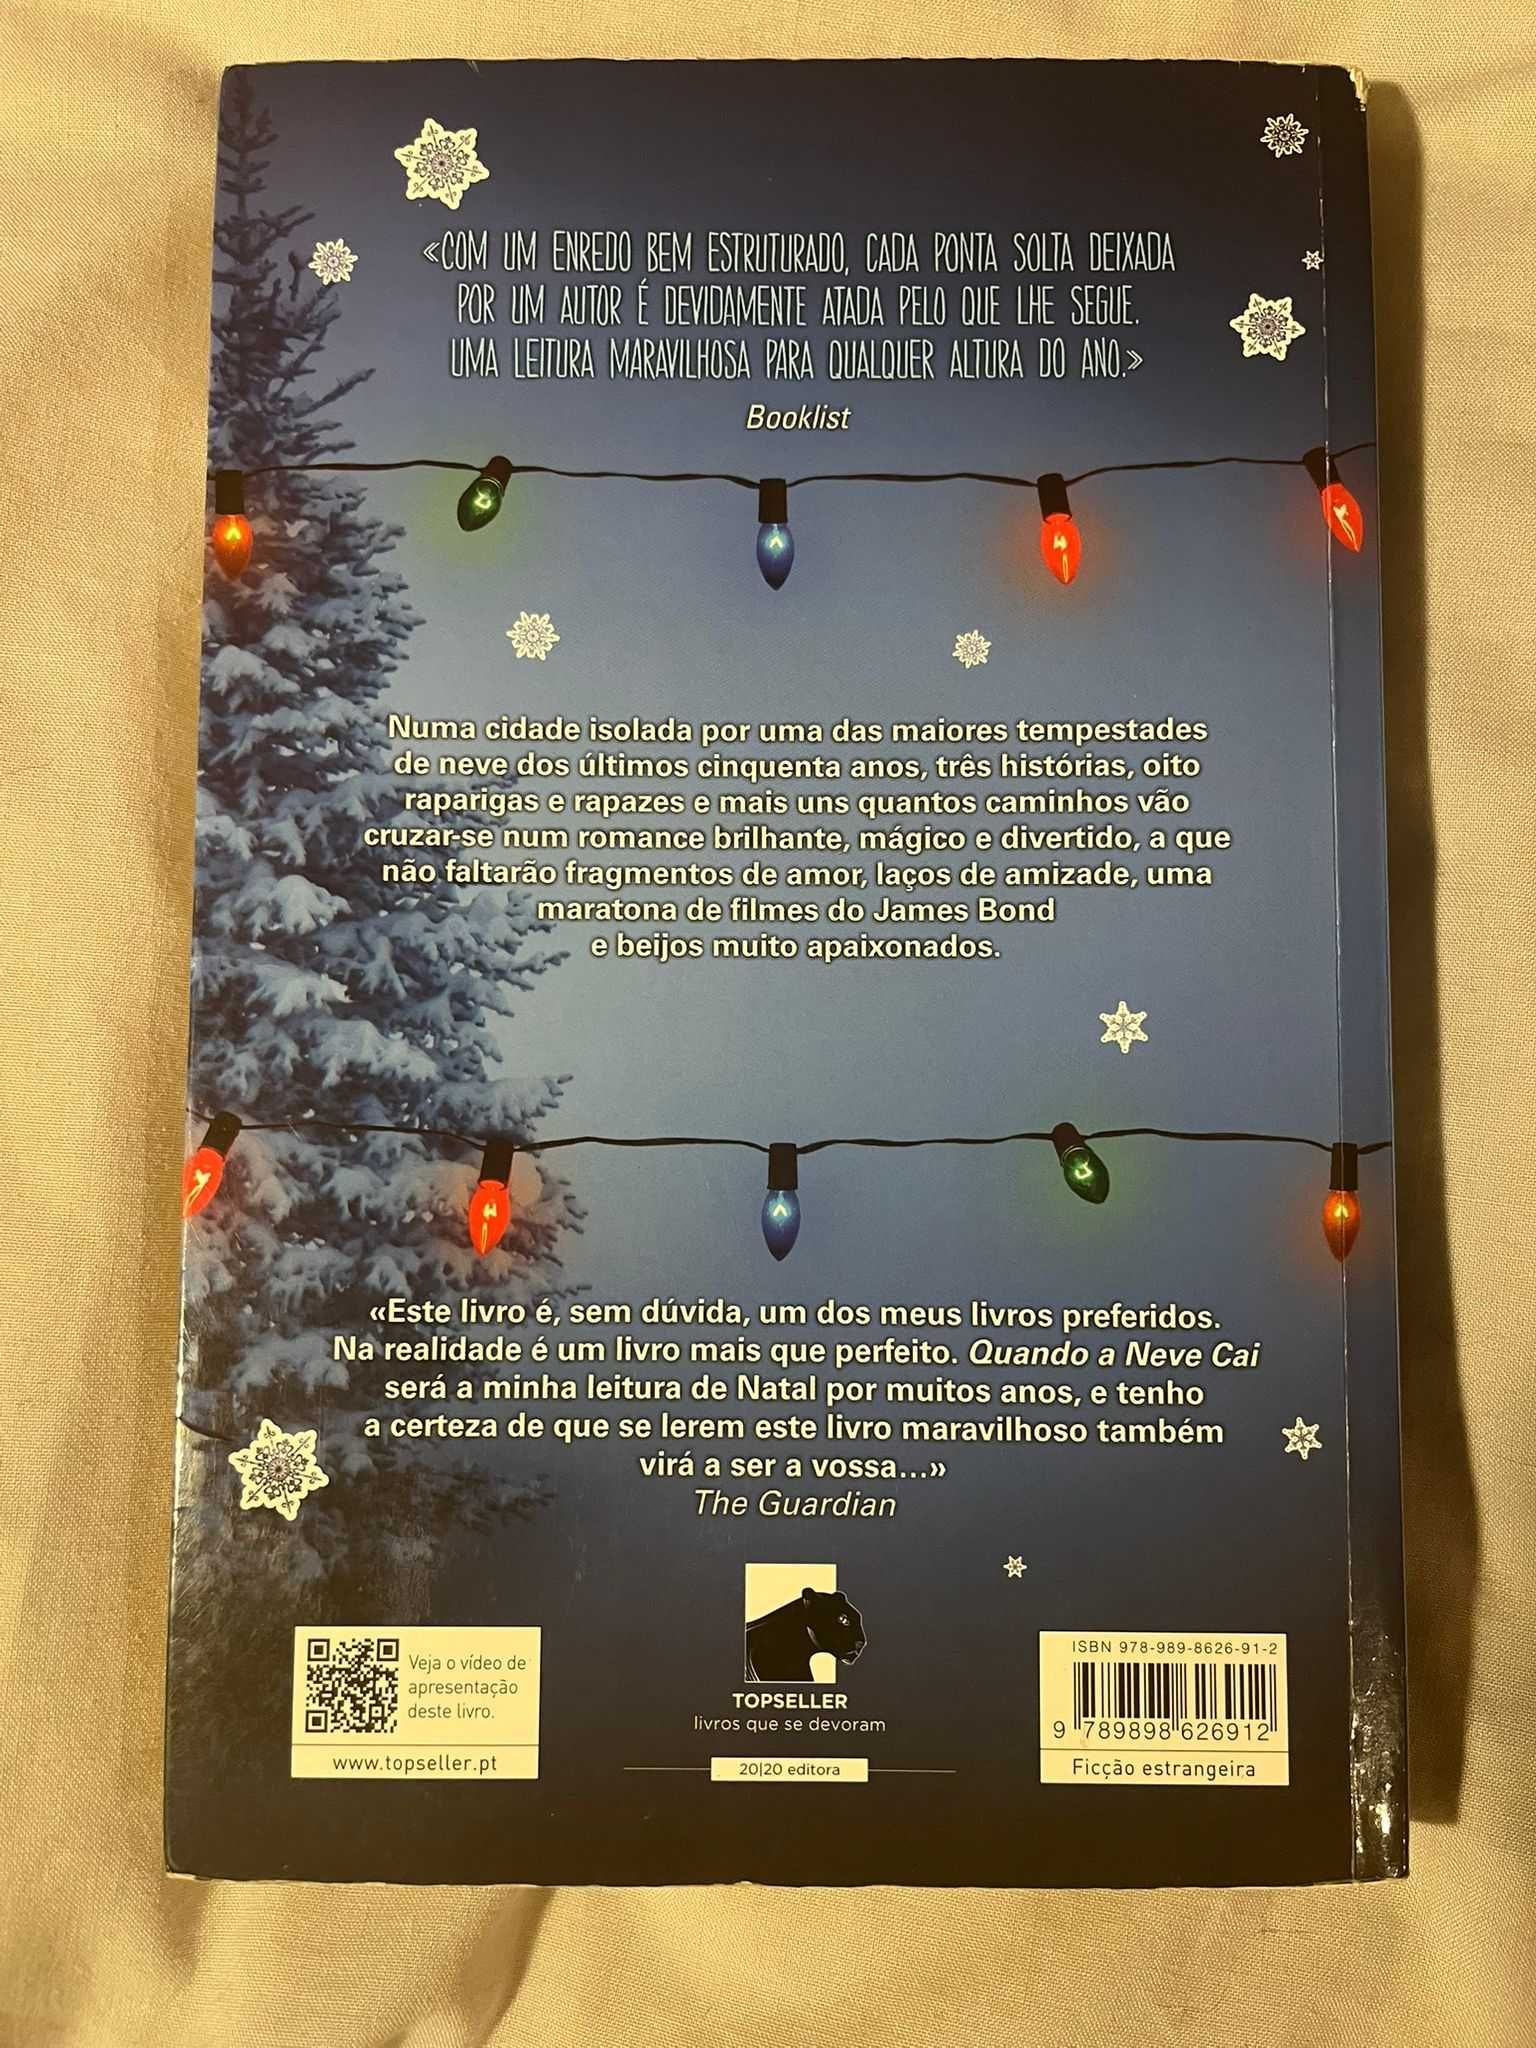 «COM UM ENREDO BEM ESTRUTURADO, CADA PONTA SOLTA DEIXADA
POR UM AUTOR É DEVIDAMENTE ATADA PELO QUE LHE SEGUE.
UMA LEITURA MARAVILHOSA PARA QUALQUER ALTURA DO ANO.»
Booklist
Numa cidade isolada por uma das maiores tempestades
de neve dos últimos cinquenta anos, três histórias, oito
raparigas e rapazes e mais uns quantos caminhos vão
cruzar-se num romance brilhante, mágico e divertido, a que
não faltarão fragmentos de amor, laços de amizade, uma
maratona de filmes do James Bond
e beijos muito apaixonados.
«Este livro é, sem dúvida, um dos meus livros preferidos.
Na realidade é um livro mais que perfeito. Quando a Neve Cai
será a minha leitura de Natal por muitos anos, e tenho
a certeza de que se lerem este livro maravilhoso também
virá a ser a vossa...»
The Guardian
Veja o vídeo de
apresentação
deste livro.
www.topseller.pt
TOPSELLER
livros que se devoram
20|20 editora
ISBN 978-989-8626-91-2
9 789898 626912
Ficção estrangeira